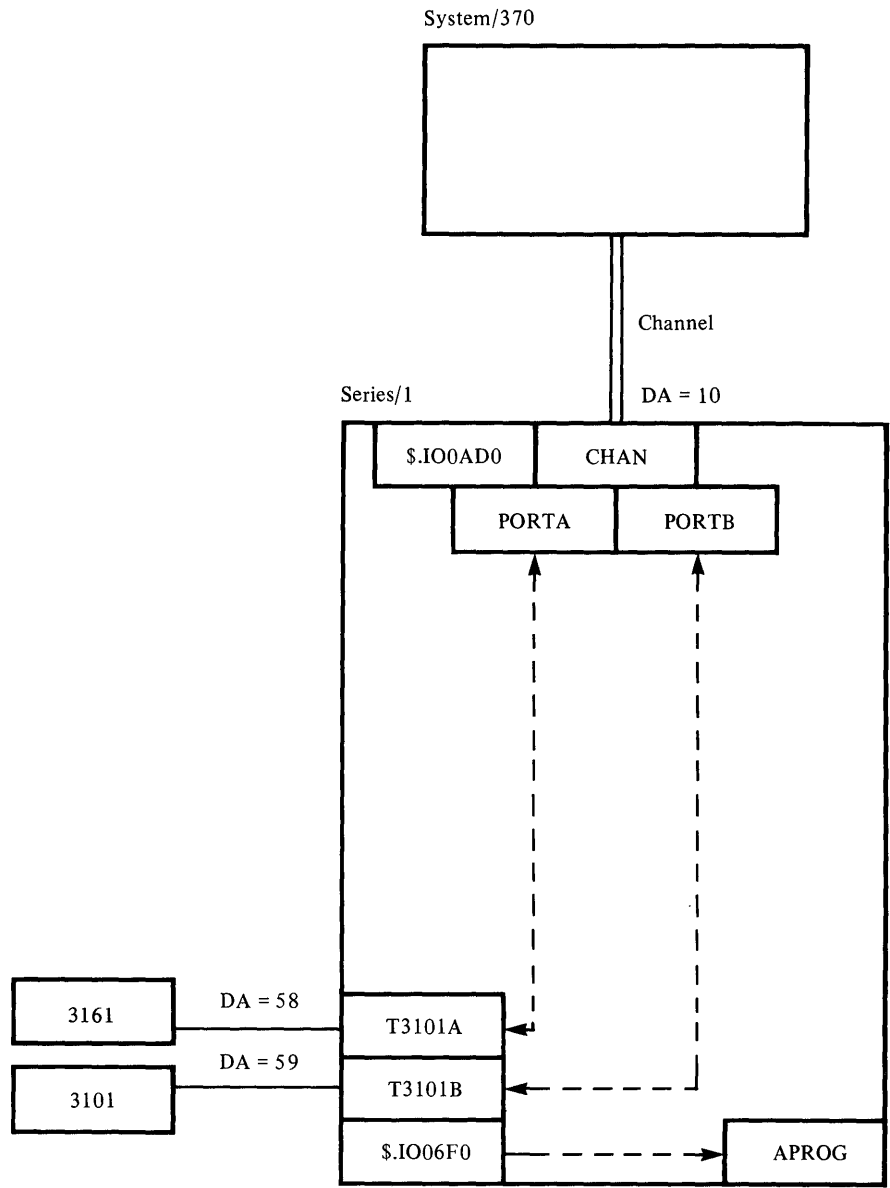 System/370
Channel
Series/1
DA = 10
$.IO0AD0
CHAN
PORTA
PORTB
3161
DA = 58
T3101A
DA = 59
3101
T3101B
$.IO06F0
APROG